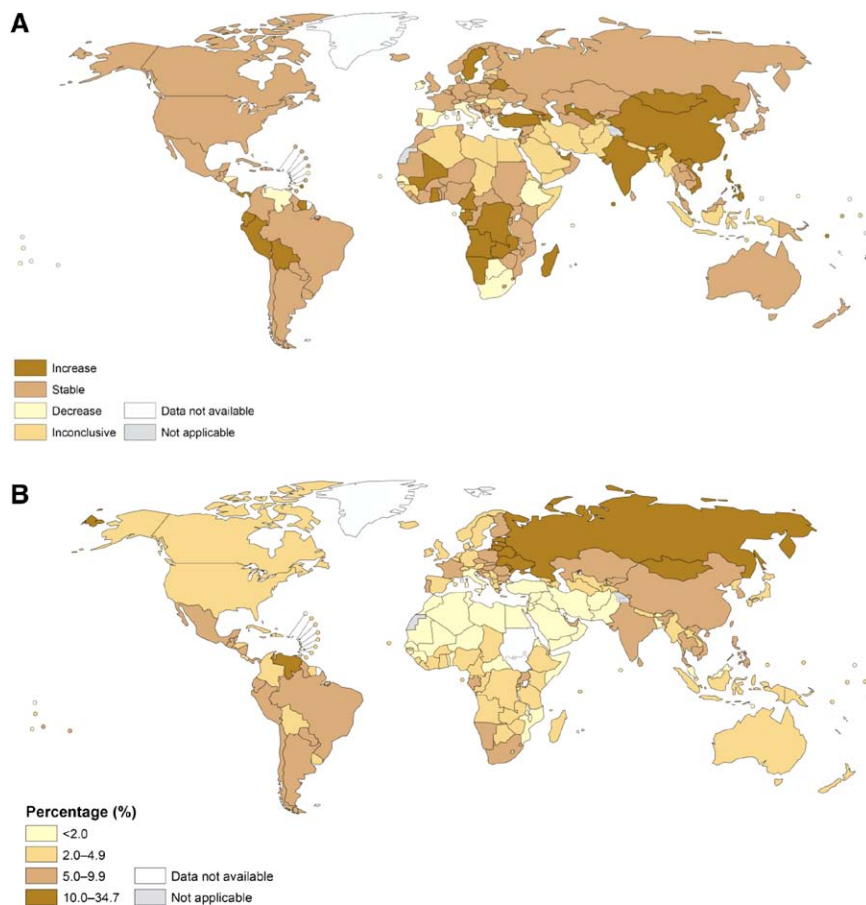 A
Increase
Stable
Decrease
Data not available
Inconclusive
Not applicable
B
Percentage (%)
<2.0
2.0–4.9
5.0–9.9
Data not available
10.0–34.7
Not applicable